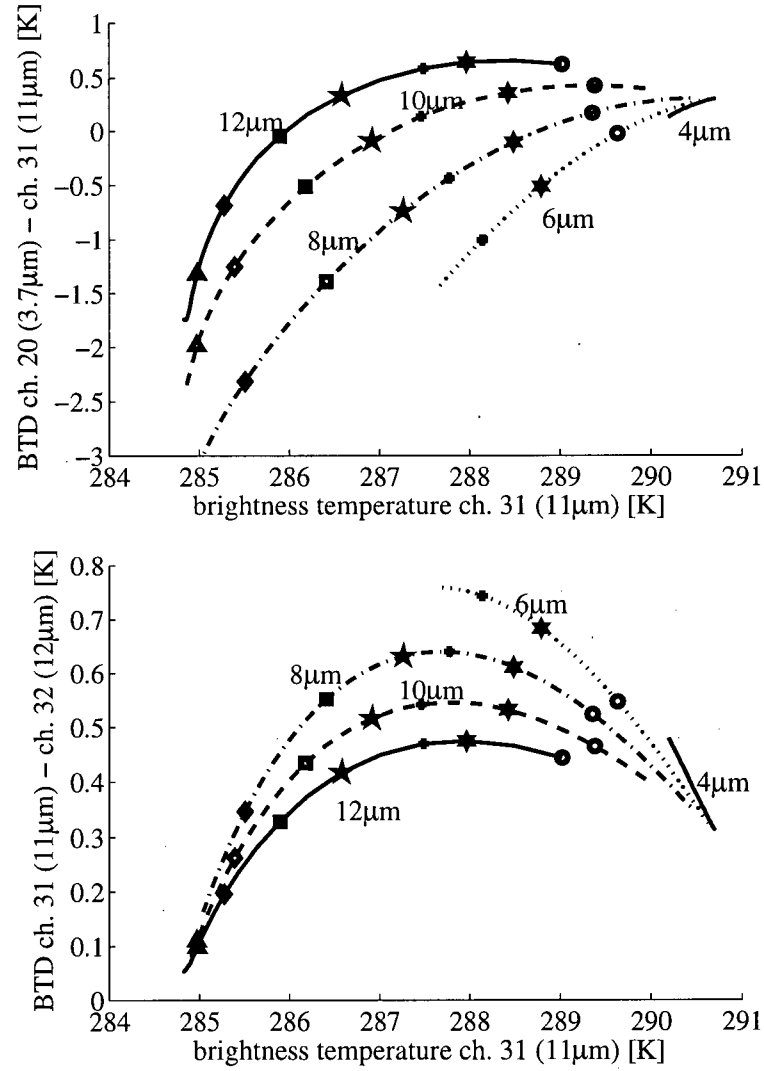 BTD ch. 20 (3.7μm) − ch. 31 (11μm) [K]
1
0.5
0
−0.5
−1
−1.5
−2
−2.5
−3
12μm
10μm
8μm
6μm
4μm
284 285 286 287 288 289 290 291
brightness temperature ch. 31 (11μm) [K]
BTD ch. 31 (11μm) − ch. 32 (12μm) [K]
0.8
0.7
0.6
0.5
0.4
0.3
0.2
0.1
0
6μm
8μm
10μm
12μm
4μm
284 285 286 287 288 289 290 291
brightness temperature ch. 31 (11μm) [K]